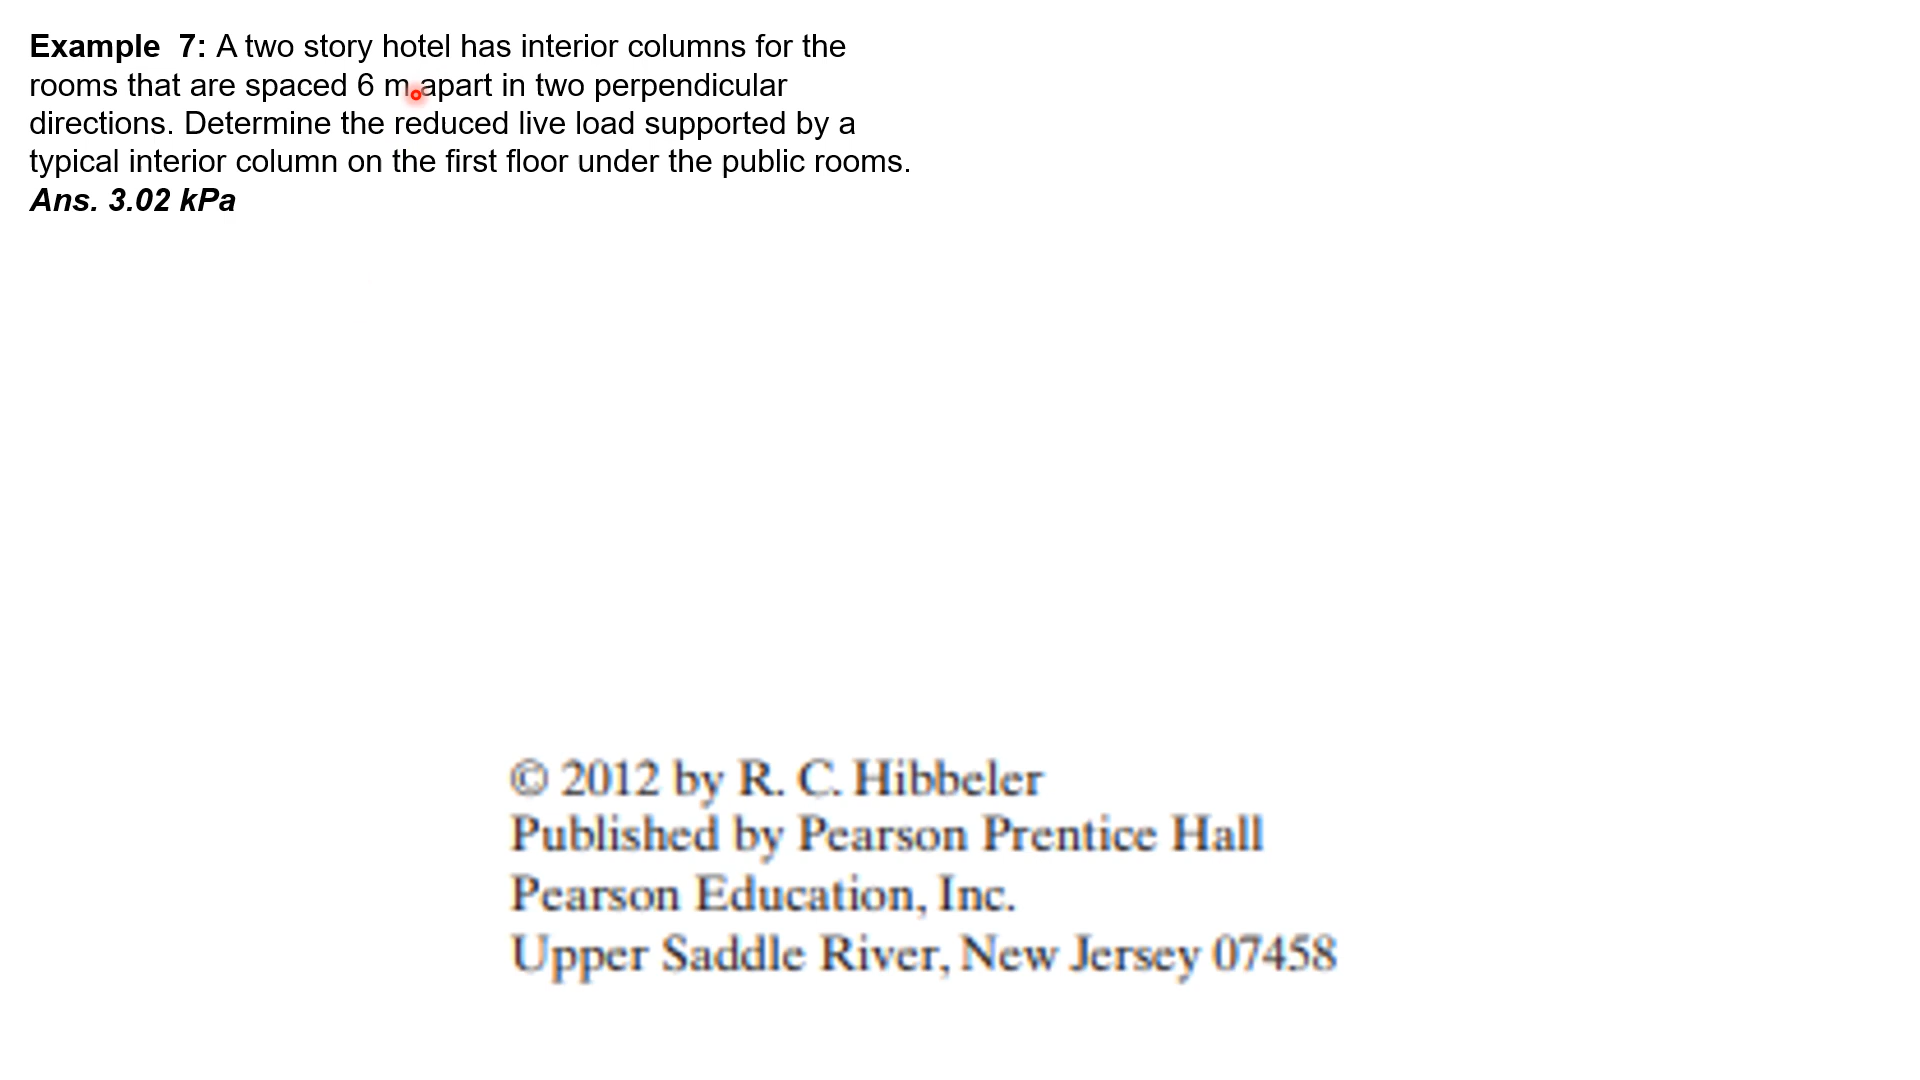 Example 7: A two story hotel has interior columns for the
rooms that are spaced 6 m apart in two perpendicular
directions. Determine the reduced live load supported by a
typical interior column on the first floor under the public rooms.
Ans. 3.02 kPa
© 2012 by R. C. Hibbeler
Published by Pearson Prentice Hall
Pearson Education, Inc.
Upper Saddle River, New Jersey 07458